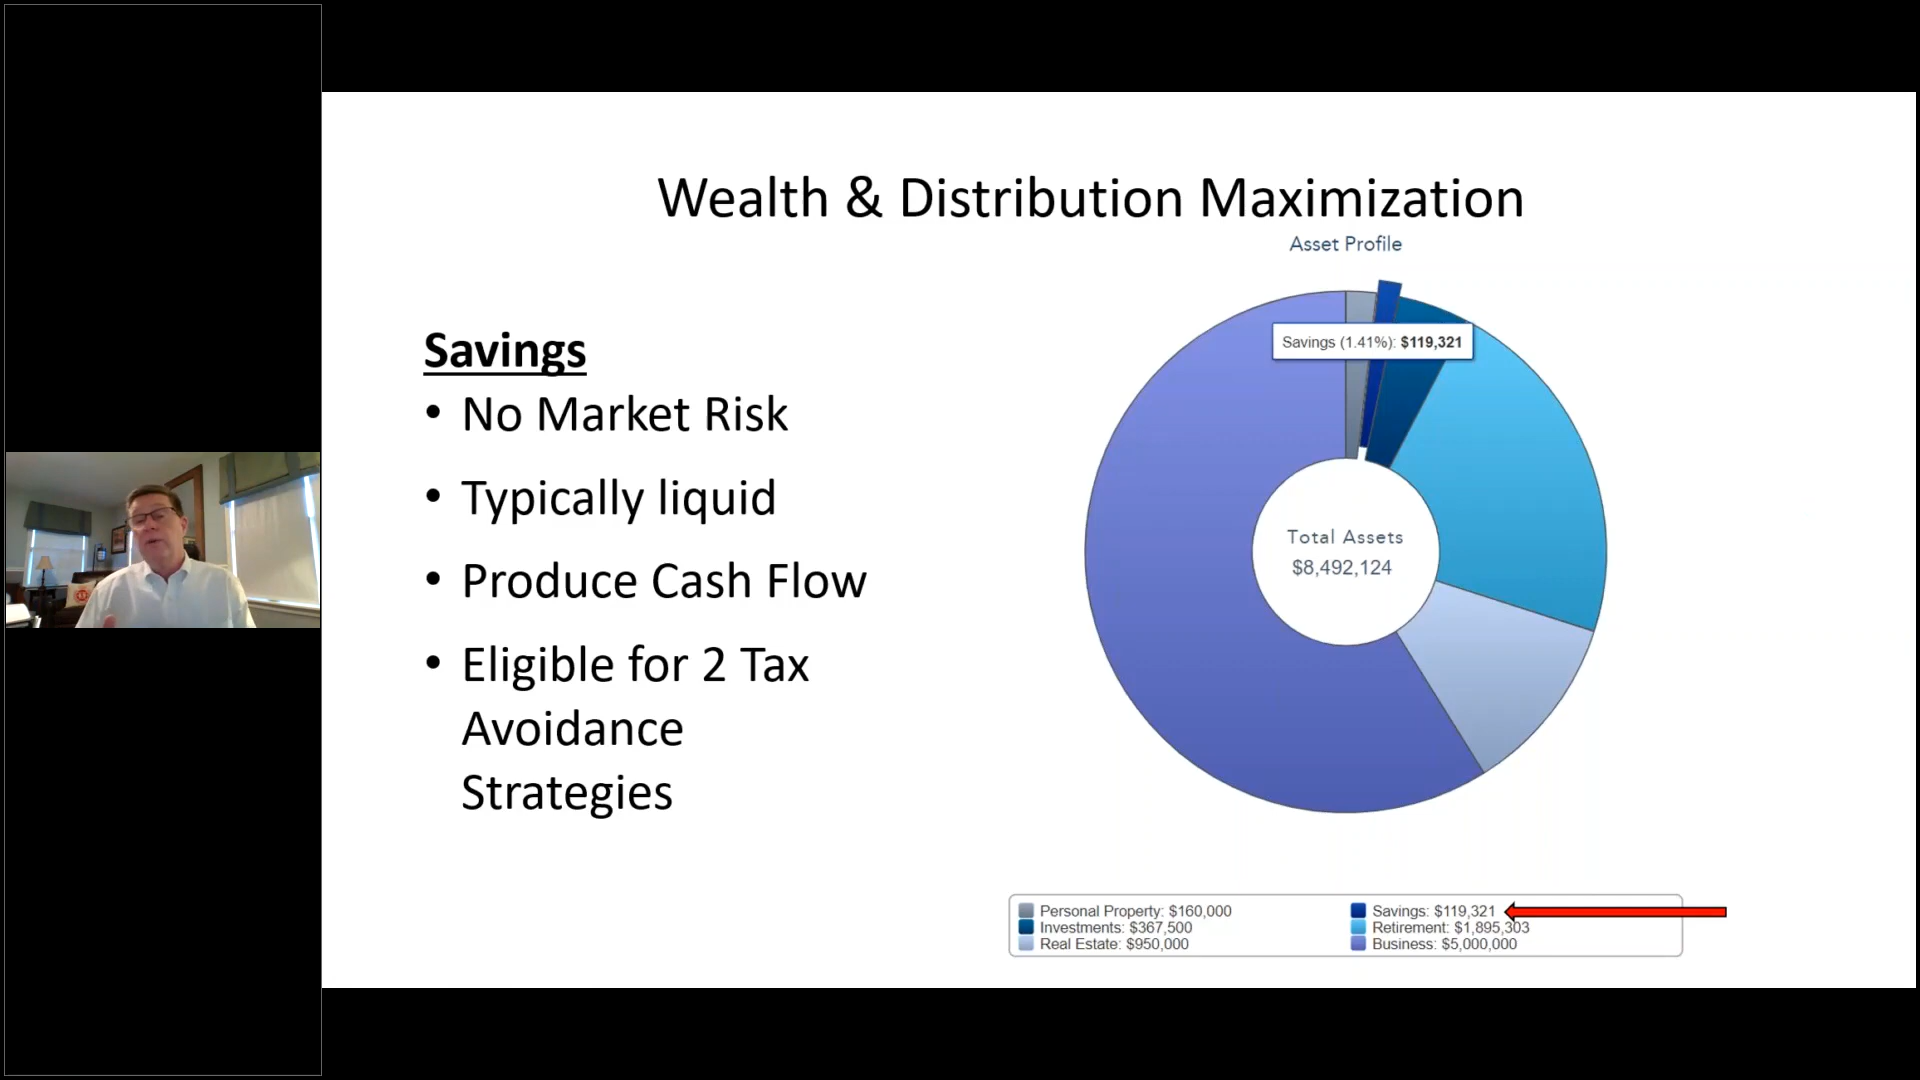 Wealth & Distribution Maximization
Asset Profile
Savings
• No Market Risk
• Typically liquid
• Produce Cash Flow
• Eligible for 2 Tax
Avoidance
Strategies
Savings (1.41%): $119,321
Total Assets
$8,492,124
Personal Property: $160,000
Savings: $119,321
Investments: $367,500
Retirement: $1,895,303
Real Estate: $950,000
Business: $5,000,000